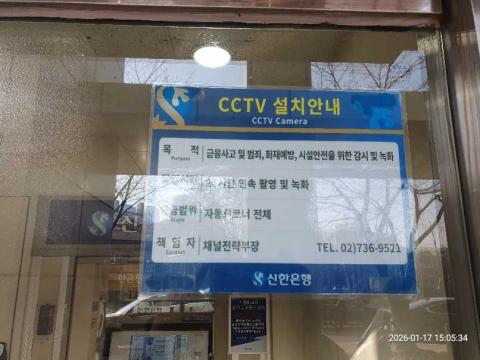 CCTV 설치안내
CCTV Camera
목 적 금융사고 및 범죄, 화재예방, 시설안전을 위한 감시 및 녹화
Purpose
연속 촬영 및 녹화
범위 자동화코너 전체
책 임 자 채널전략부장 TEL. 02)736-9521
Contact
신한은행
2026-01-17 15:05:34